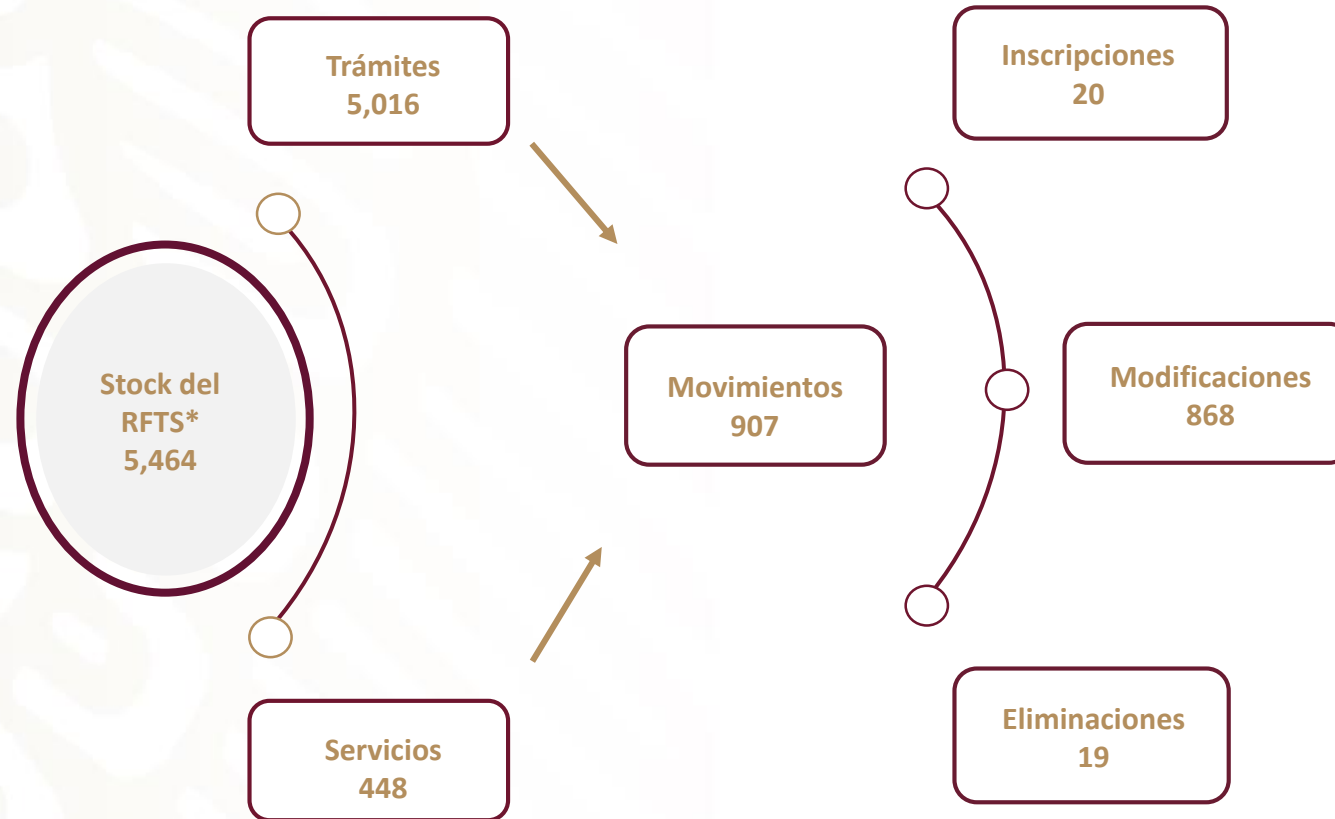 Trámites
5,016
Stock del
RFTS*
5,464
Servicios
448
Movimientos
907
Inscripciones
20
Modificaciones
868
Eliminaciones
19